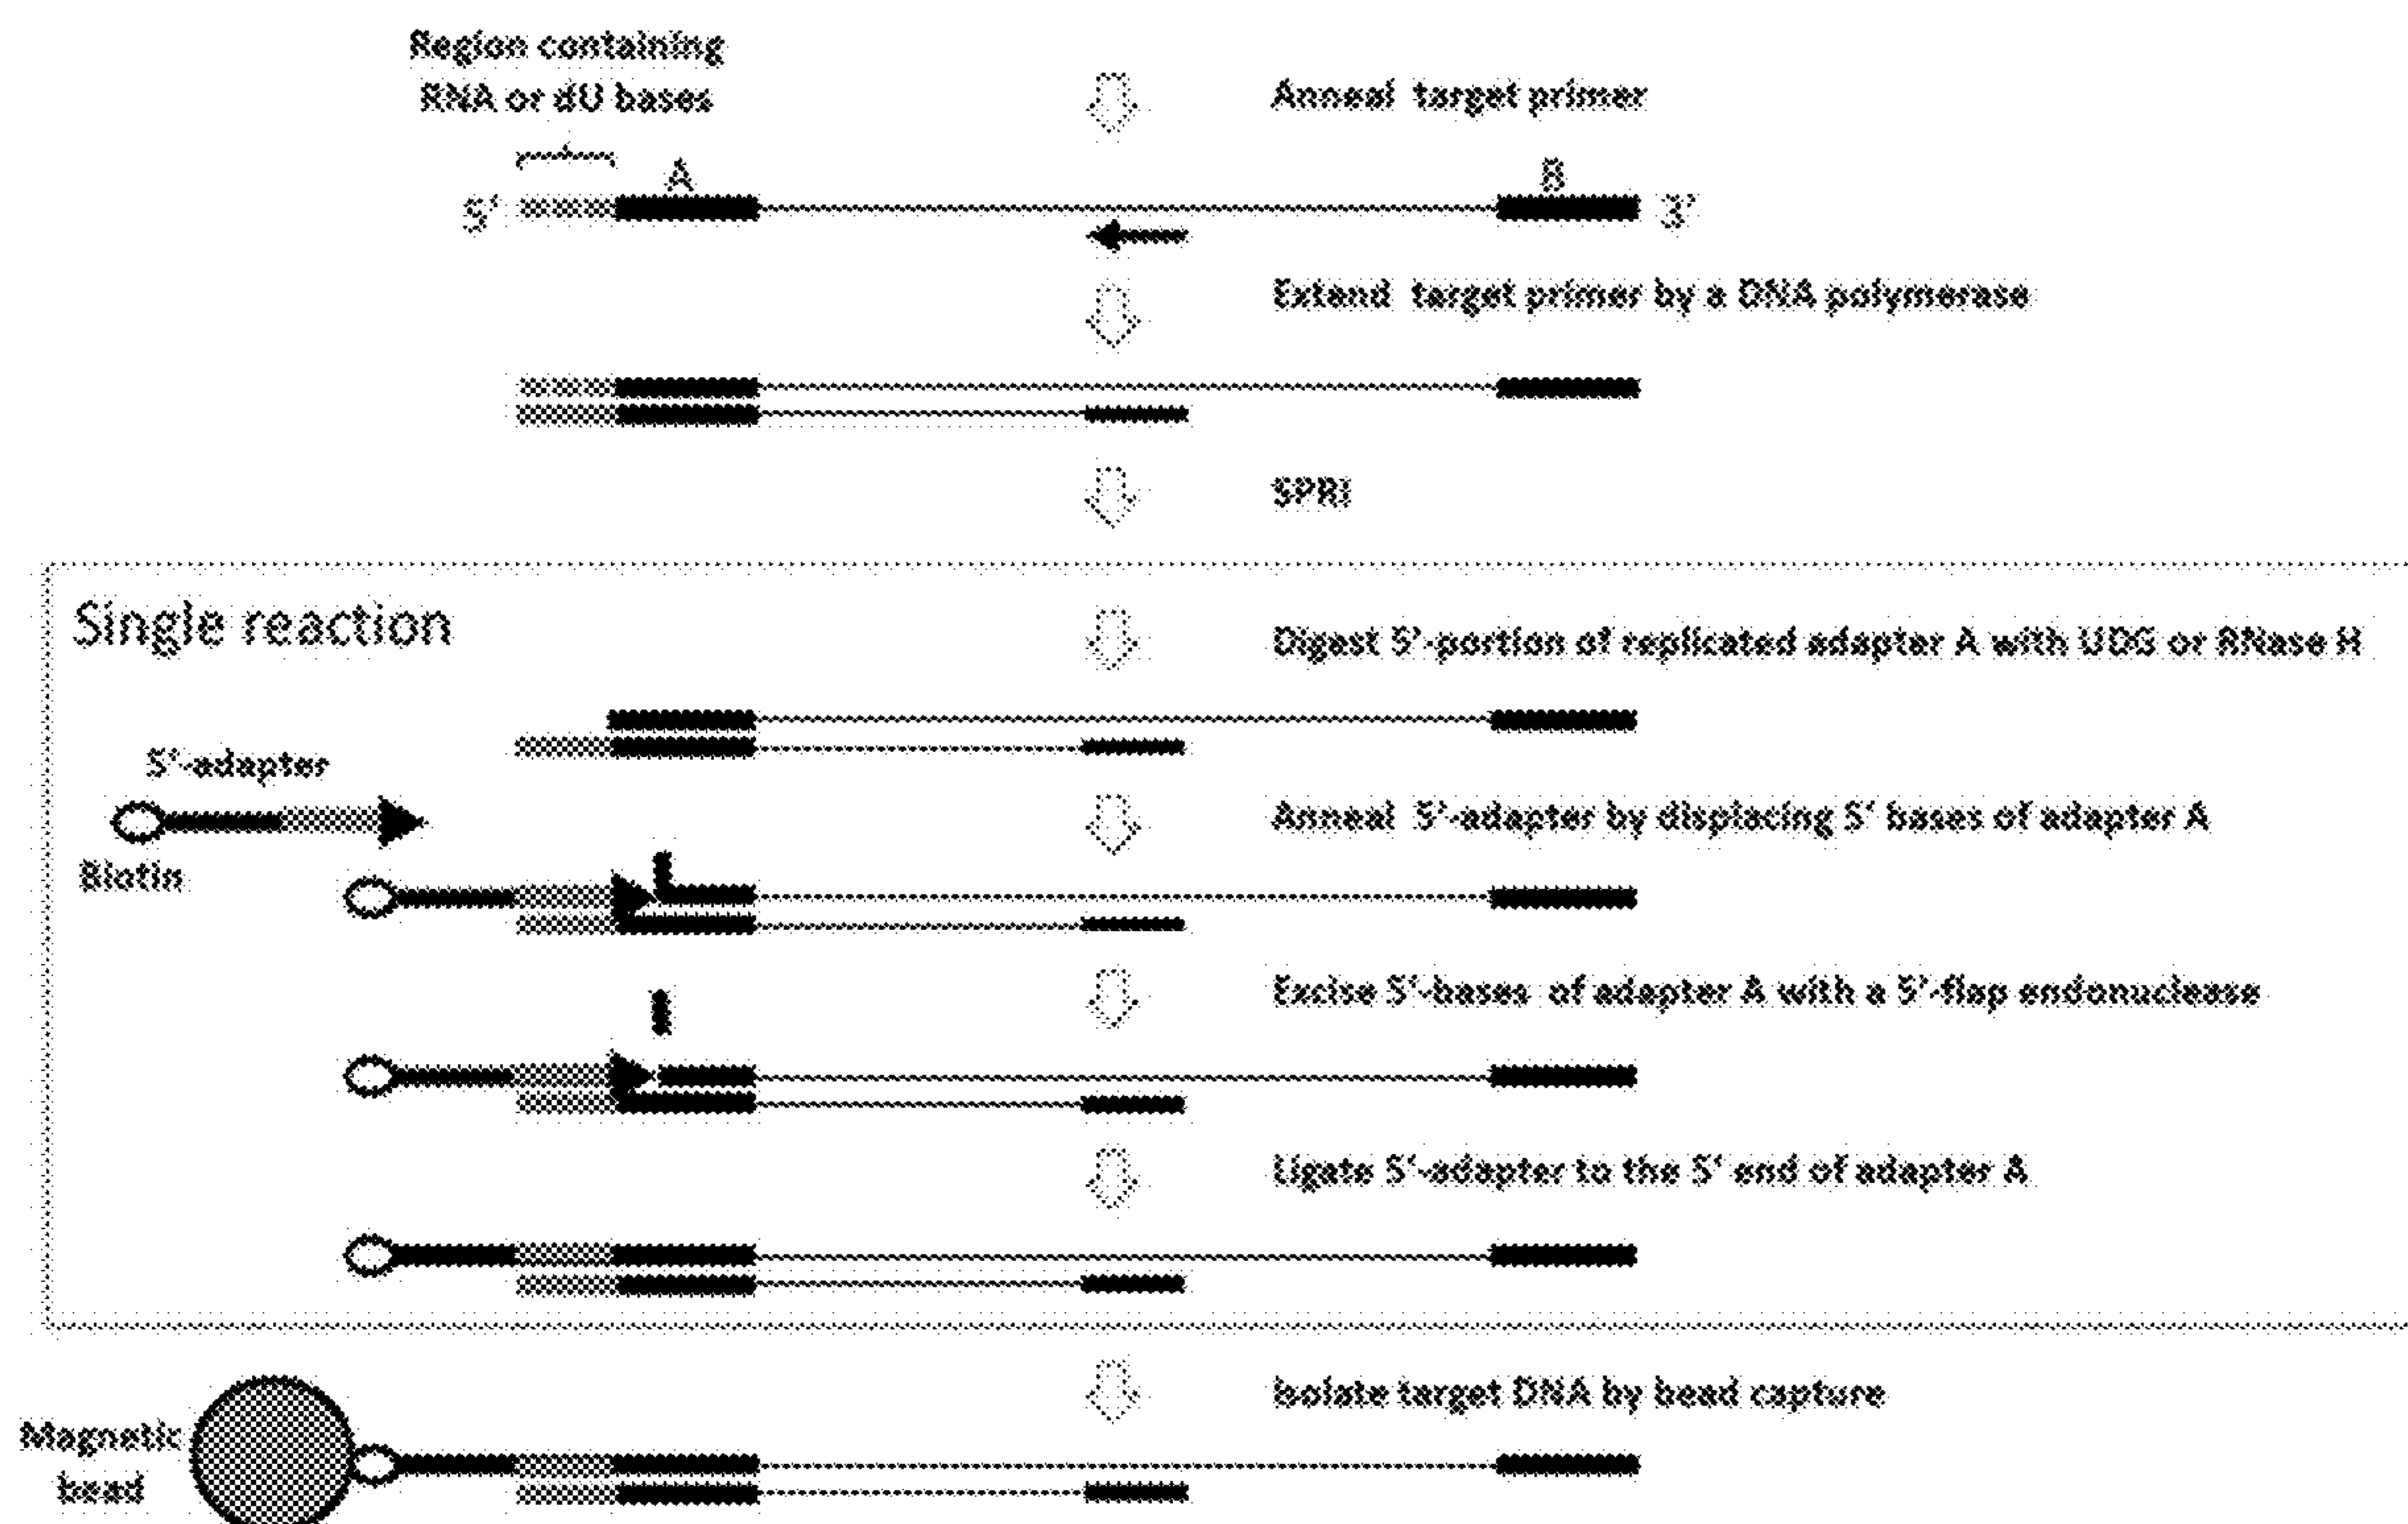 Region containing
RNA or dU bases
Anneal target primer
A
B
5'
3'
Extend target primer by a DNA polymerase
SPRI
Single reaction
Digest 5'-portion of replicated adapter A with UDG or RNase H
5'-adapter
Anneal 5'-adapter by displacing 5' bases of adapter A
Biotin
Excise 5'-bases of adapter A with a 5'-flap endonuclease
Ligate 5'-adapter to the 5' end of adapter A
Isolate target DNA by bead capture
Magnetic
bead